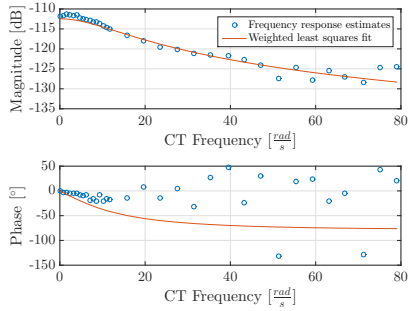 -110
-115
-120
-125
-130
-135
Magnitude [dB]
Frequency response estimates
Weighted least squares fit
0 20 40 60 80
CT Frequency [rad/s]
50
0
-50
-100
-150
Phase [°]
0 20 40 60 80
CT Frequency [rad/s]